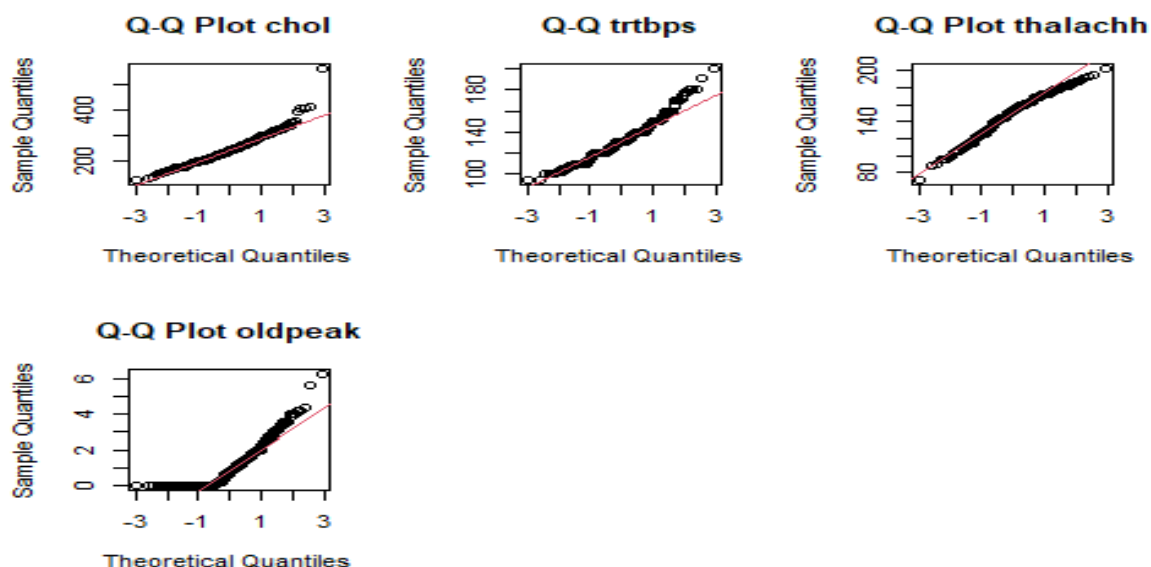 Q-Q Plot chol
Sample Quantiles
200 400
-3 -1 1 3
Theoretical Quantiles
Q-Q trtbps
Sample Quantiles
100 140 180
-3 -1 1 3
Theoretical Quantiles
Q-Q Plot thalachh
Sample Quantiles
80 140 200
-3 -1 1 3
Theoretical Quantiles
Q-Q Plot oldpeak
Sample Quantiles
0 2 4 6
-3 -1 1 3
Theoretical Quantiles